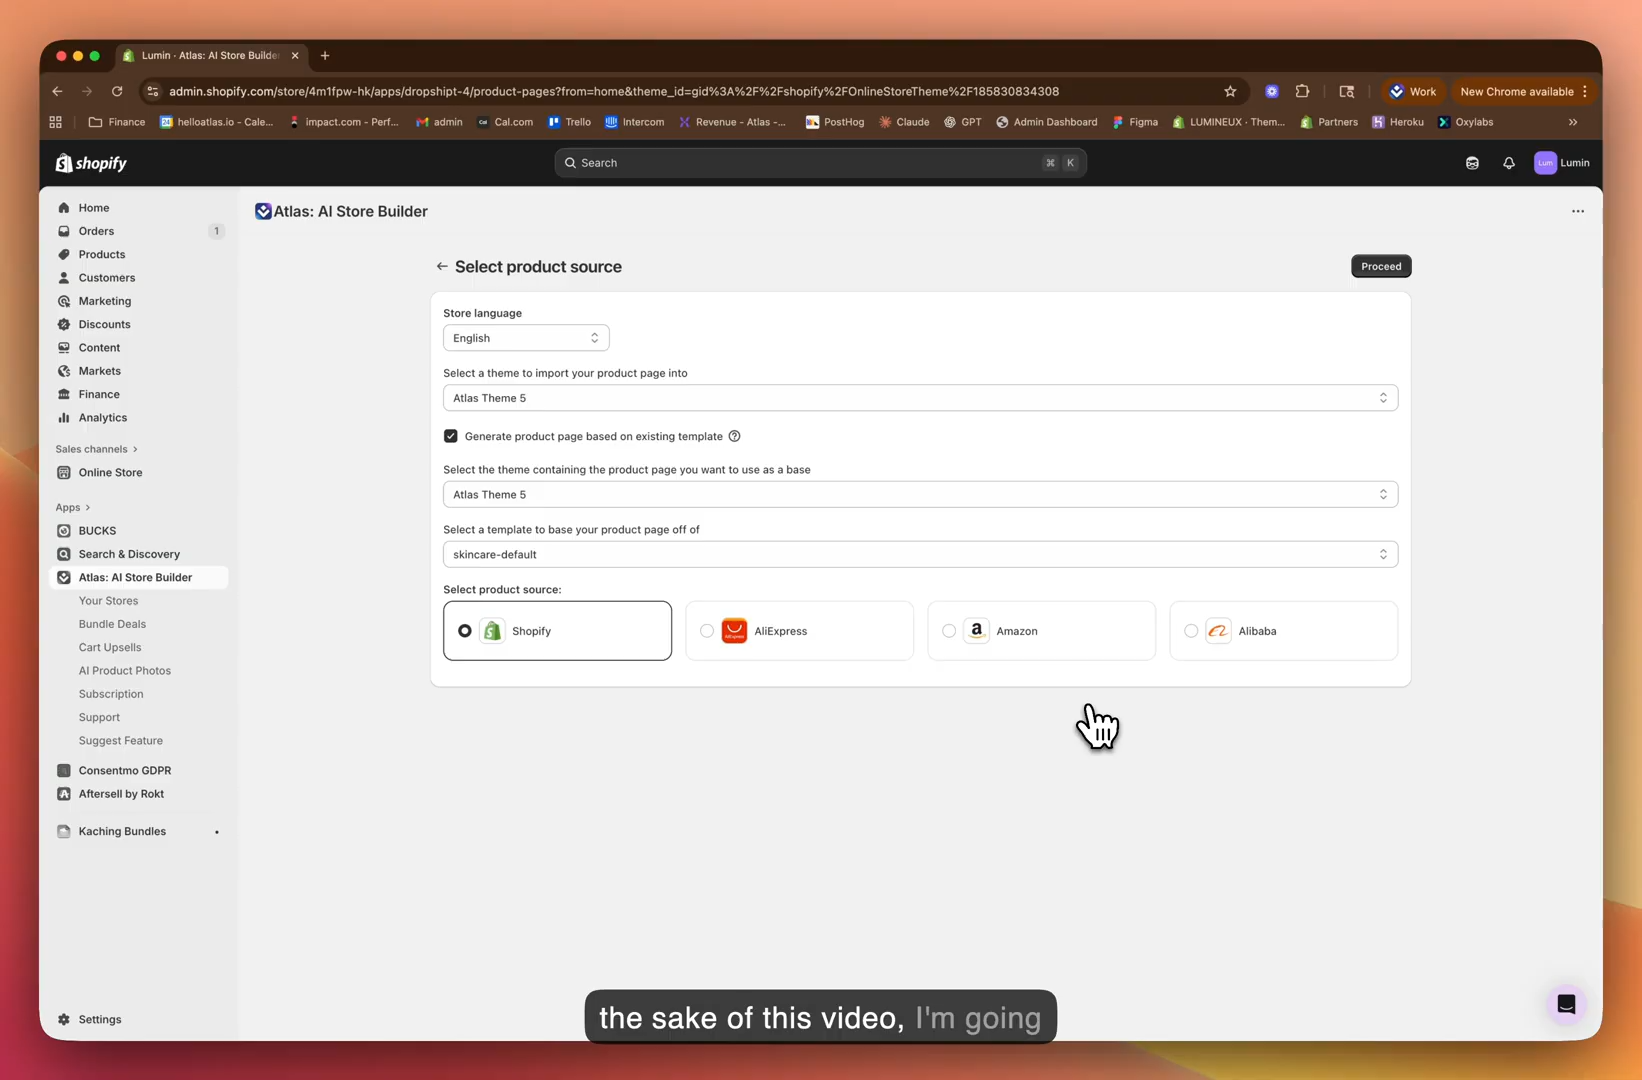 Lumin · Atlas: AI Store Builde
admin.shopify.com/store/4m1fpw-hk/apps/dropshipt-4/product-pages?from=home&theme_id=gid%3A%2F%2Fshopify%2FOnlineStoreTheme%2F185830834308
Work
New Chrome available
Finance
helloatlas.io - Cale...
impact.com - Perf...
admin
Cal.com
Trello
Intercom
Revenue - Atlas -...
PostHog
Claude
GPT
Admin Dashboard
Figma
LUMINEUX - Them...
Partners
Heroku
Oxylabs
shopify
Search
⌘ K
Lum
Lumin
Home
Orders 1
Products
Customers
Marketing
Discounts
Content
Markets
Finance
Analytics
Sales channels
Online Store
Apps
BUCKS
Search & Discovery
Atlas: AI Store Builder
Your Stores
Bundle Deals
Cart Upsells
AI Product Photos
Subscription
Support
Suggest Feature
Consentmo GDPR
Aftersell by Rokt
Kaching Bundles
Settings
Atlas: AI Store Builder
Select product source
Proceed
Store language
English
Select a theme to import your product page into
Atlas Theme 5
Generate product page based on existing template
Select the theme containing the product page you want to use as a base
Atlas Theme 5
Select a template to base your product page off of
skincare-default
Select product source:
Shopify
AliExpress
Amazon
Alibaba
the sake of this video, I'm going